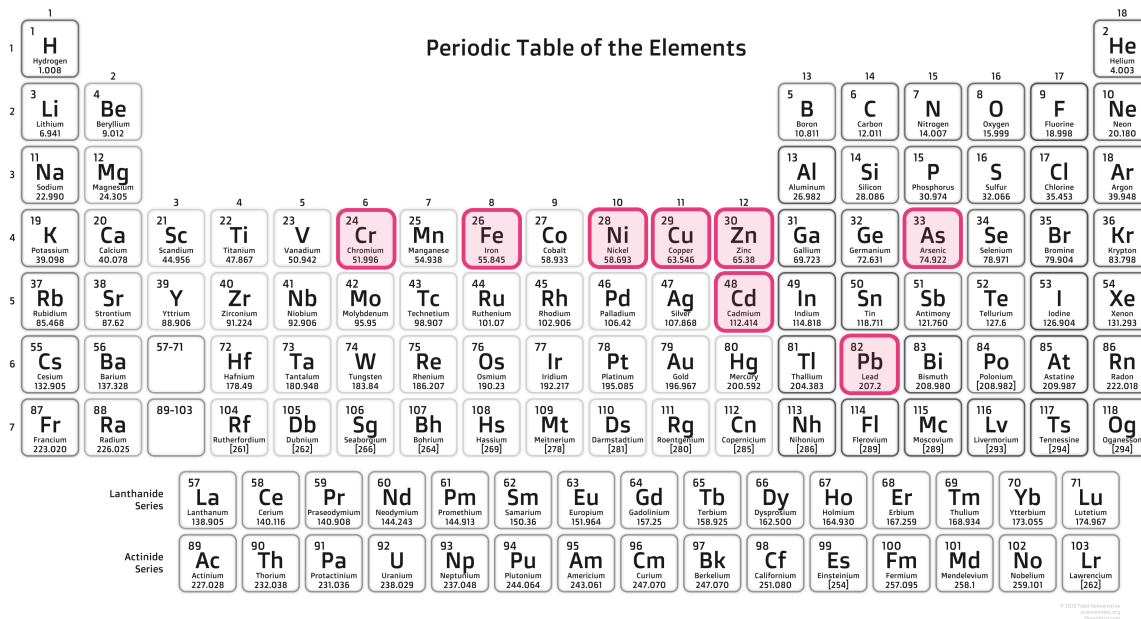 1 18
1 2
1 H Periodic Table of the Elements He
Hydrogen Helium
1.008 4.003
2 13 14 15 16 17
3 4 5 6 7 8 9 10
2 Li Be B C N O F Ne
Lithium Beryllium Boron Carbon Nitrogen Oxygen Fluorine Neon
6.941 9.012 10.811 12.011 14.007 15.999 18.998 20.180
11 12 13 14 15 16 17 18
3 Na Mg Al Si P S Cl Ar
Sodium Magnesium Aluminum Silicon Phosphorus Sulfur Chlorine Argon
22.990 24.305 26.982 28.086 30.974 32.066 35.453 39.948
3 4 5 6 7 8 9 10 11 12
19 20 21 22 23 24 25 26 27 28 29 30 31 32 33 34 35 36
4 K Ca Sc Ti V Cr Mn Fe Co Ni Cu Zn Ga Ge As Se Br Kr
Potassium Calcium Scandium Titanium Vanadium Chromium Manganese Iron Cobalt Nickel Copper Zinc Gallium Germanium Arsenic Selenium Bromine Krypton
39.098 40.078 44.956 47.867 50.942 51.996 54.938 55.845 58.933 58.693 63.546 65.38 69.723 72.631 74.922 78.971 79.904 83.798
37 38 39 40 41 42 43 44 45 46 47 48 49 50 51 52 53 54
5 Rb Sr Y Zr Nb Mo Tc Ru Rh Pd Ag Cd In Sn Sb Te I Xe
Rubidium Strontium Yttrium Zirconium Niobium Molybdenum Technetium Ruthenium Rhodium Palladium Silver Cadmium Indium Tin Antimony Tellurium Iodine Xenon
85.468 87.62 88.906 91.224 92.906 95.95 98.907 101.07 102.906 106.42 107.868 112.414 114.818 118.711 121.760 127.6 126.904 131.293
55 56 57-71 72 73 74 75 76 77 78 79 80 81 82 83 84 85 86
6 Cs Ba Hf Ta W Re Os Ir Pt Au Hg Tl Pb Bi Po At Rn
Cesium Barium Hafnium Tantalum Tungsten Rhenium Osmium Iridium Platinum Gold Mercury Thallium Lead Bismuth Polonium Astatine Radon
132.905 137.328 178.49 180.948 183.84 186.207 190.23 192.217 195.085 196.967 200.592 204.383 207.2 208.980 [208.982] 209.987 222.018
87 88 89-103 104 105 106 107 108 109 110 111 112 113 114 115 116 117 118
7 Fr Ra Rf Db Sg Bh Hs Mt Ds Rg Cn Nh Fl Mc Lv Ts Og
Francium Radium Rutherfordium Dubnium Seaborgium Bohrium Hassium Meitnerium Darmstadtium Roentgenium Copernicium Nihonium Flerovium Moscovium Livermorium Tennessine Oganesson
223.020 226.025 [261] [262] [266] [264] [269] [278] [281] [280] [285] [286] [289] [289] [293] [294] [294]
57 58 59 60 61 62 63 64 65 66 67 68 69 70 71
Lanthanide Series La Ce Pr Nd Pm Sm Eu Gd Tb Dy Ho Er Tm Yb Lu
Lanthanum Cerium Praseodymium Neodymium Promethium Samarium Europium Gadolinium Terbium Dysprosium Holmium Erbium Thulium Ytterbium Lutetium
138.905 140.116 140.908 144.243 144.913 150.36 151.964 157.25 158.925 162.500 164.930 167.259 168.934 173.055 174.967
89 90 91 92 93 94 95 96 97 98 99 100 101 102 103
Actinide Series Ac Th Pa U Np Pu Am Cm Bk Cf Es Fm Md No Lr
Actinium Thorium Protactinium Uranium Neptunium Plutonium Americium Curium Berkelium Californium Einsteinium Fermium Mendelevium Nobelium Lawrencium
227.028 232.038 231.036 238.029 237.048 244.064 243.061 247.070 247.070 251.080 [254] 257.095 258.1 259.101 [262]
Todd Helmenstine
sciencenotes.org